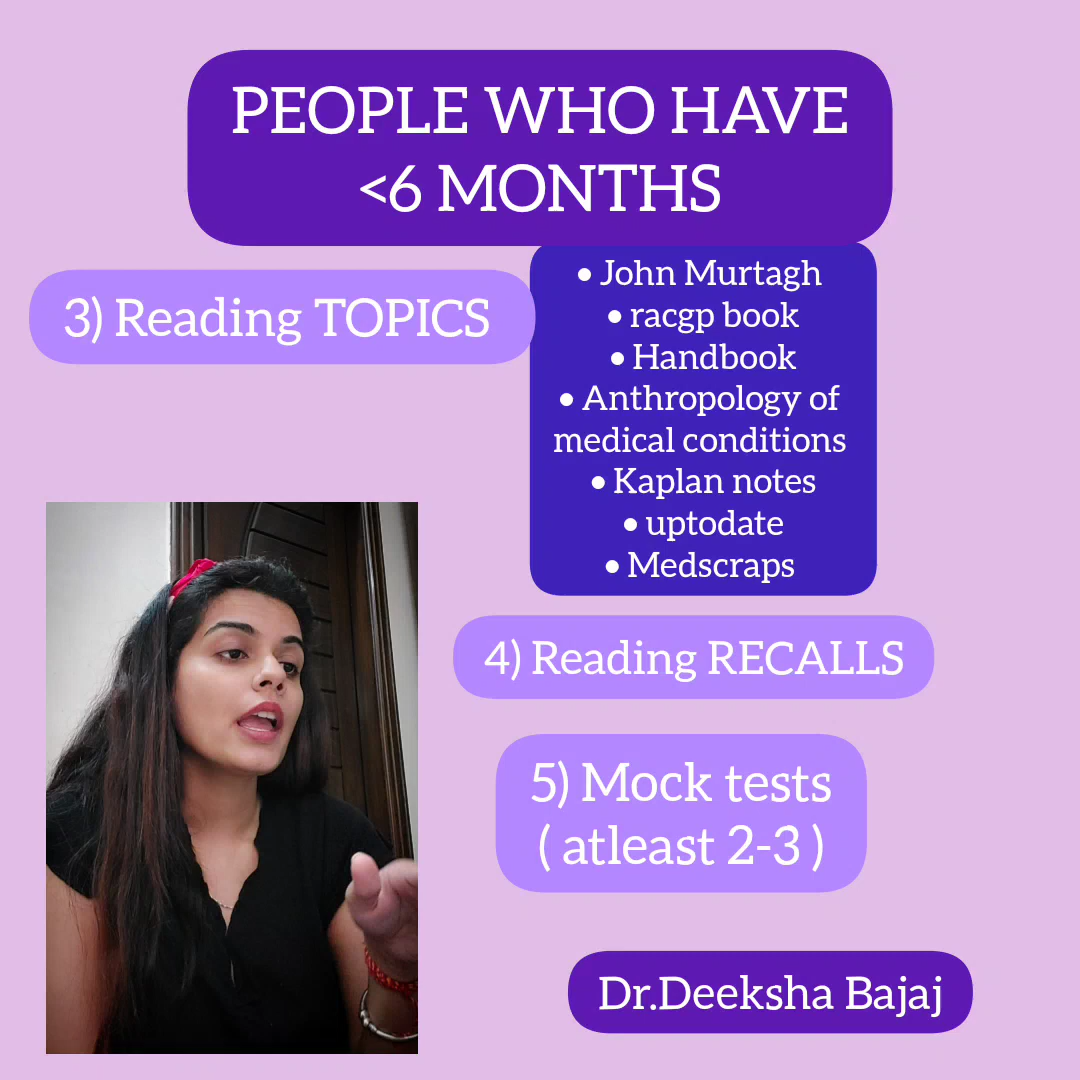 PEOPLE WHO HAVE
<6 MONTHS
3) Reading TOPICS
• John Murtagh
• racgp book
• Handbook
• Anthropology of
medical conditions
• Kaplan notes
• uptodate
• Medscraps
4) Reading RECALLS
5) Mock tests
( atleast 2-3 )
Dr.Deeksha Bajaj